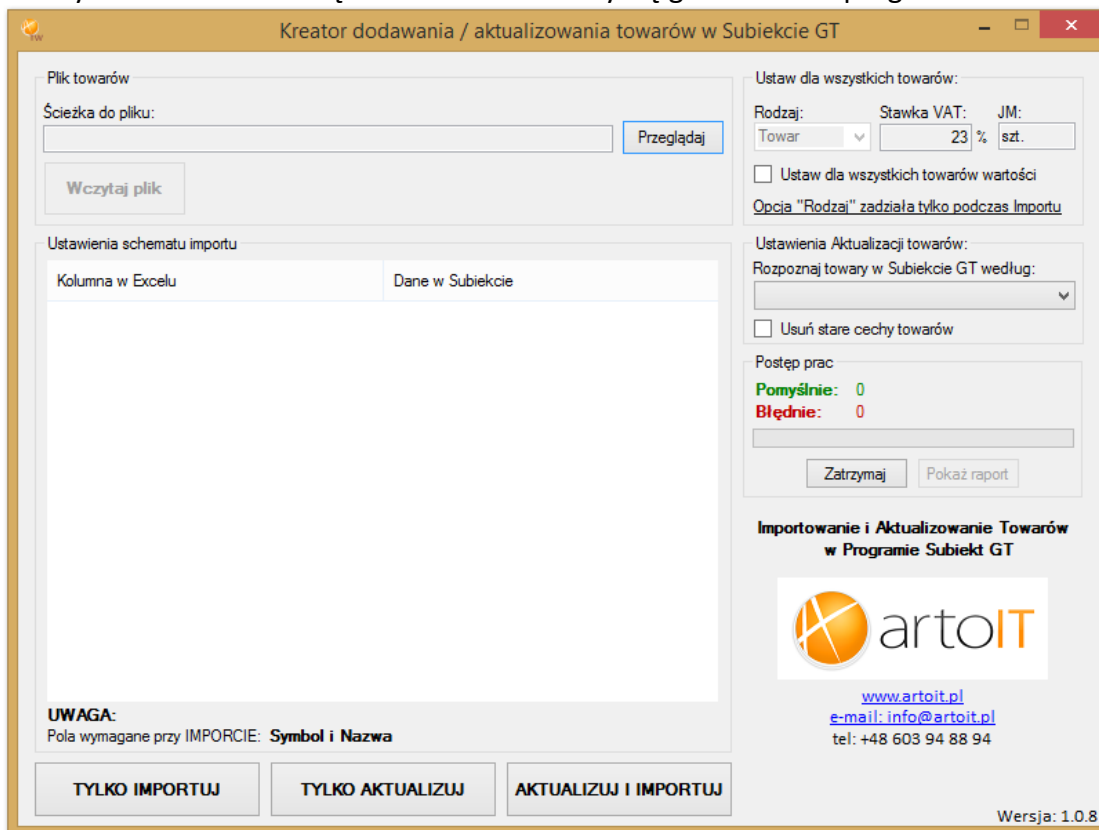 Kreator dodawania / aktualizowania towarów w Subiekcie GT
Plik towarów
Ścieżka do pliku:
Przeglądaj
Wczytaj plik
Ustawienia schematu importu
Kolumna w Excelu Dane w Subiekcie
UWAGA:
Pola wymagane przy IMPORCIE: Symbol i Nazwa
TYLKO IMPORTUJ TYLKO AKTUALIZUJ AKTUALIZUJ I IMPORTUJ
Ustaw dla wszystkich towarów:
Rodzaj: Stawka VAT: JM:
Towar 23 % szt.
Ustaw dla wszystkich towarów wartości
Opcja "Rodzaj" zadziała tylko podczas Importu
Ustawienia Aktualizacji towarów:
Rozpoznaj towary w Subiekcie GT według:
Usuń stare cechy towarów
Postęp prac
Pomyślnie: 0
Błędnie: 0
Zatrzymaj Pokaż raport
Importowanie i Aktualizowanie Towarów
w Programie Subiekt GT
artoIT
www.artoit.pl
e-mail: info@artoit.pl
tel: +48 603 94 88 94
Wersja: 1.0.8